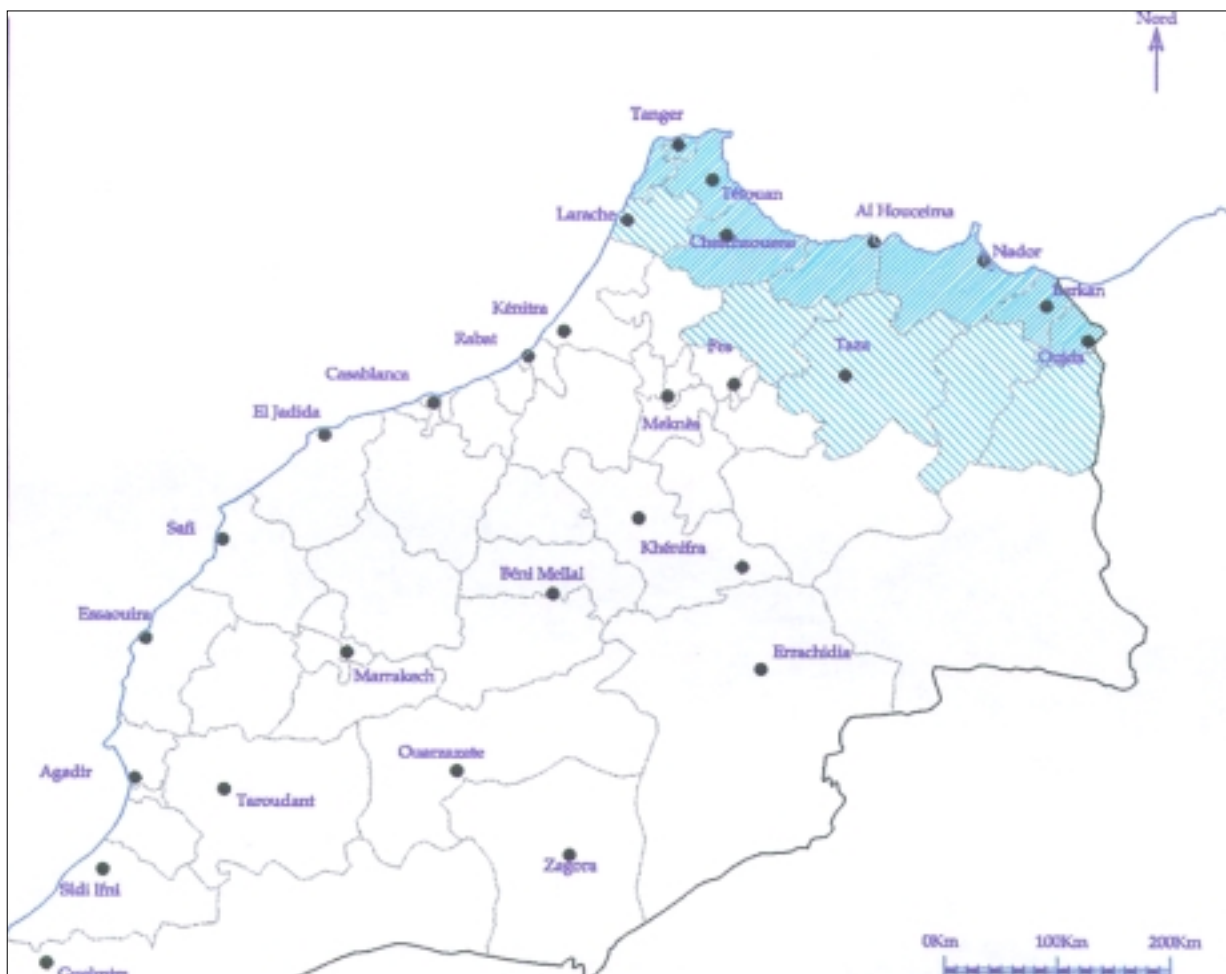 Nord
Tanger
Tétouan
Larache
Al Houceima
Chefchaouene
Nador
Berkan
Kénitra
Oujda
Rabat
Fes
Taza
Casablanca
El Jadida
Meknès
Safi
Khénifra
Béni Mellal
Essaouira
Errachidia
Marrakech
Ouarzazate
Agadir
Taroudant
Zagora
Sidi Ifni
0Km 100Km 200Km